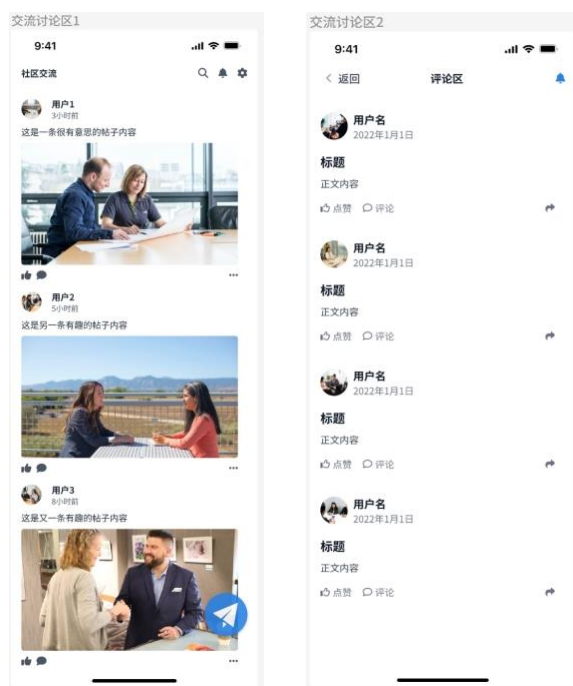 交流讨论区1
9:41
社区交流
用户1
3小时前
这是一条很有意思的帖子内容
用户2
5小时前
这是另一条有趣的帖子内容
用户3
8小时前
这是又一条有趣的帖子内容
交流讨论区2
9:41
返回 评论区
用户名
2022年1月1日
标题
正文内容
点赞 评论
用户名
2022年1月1日
标题
正文内容
点赞 评论
用户名
2022年1月1日
标题
正文内容
点赞 评论
用户名
2022年1月1日
标题
正文内容
点赞 评论